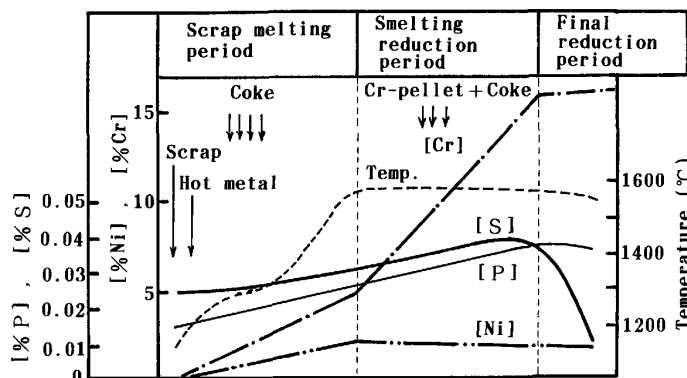 Scrap melting period
Smelting reduction period
Final reduction period
Coke
Cr-pellet+Coke
[Cr]
Scrap
Hot metal
Temp.
[S]
[P]
[Ni]
[%P] , [%S]
0.05
0.04
0.03
0.02
0.01
0
[%Ni] , [%Cr]
15
10
5
Temperature (℃)
1600
1400
1200